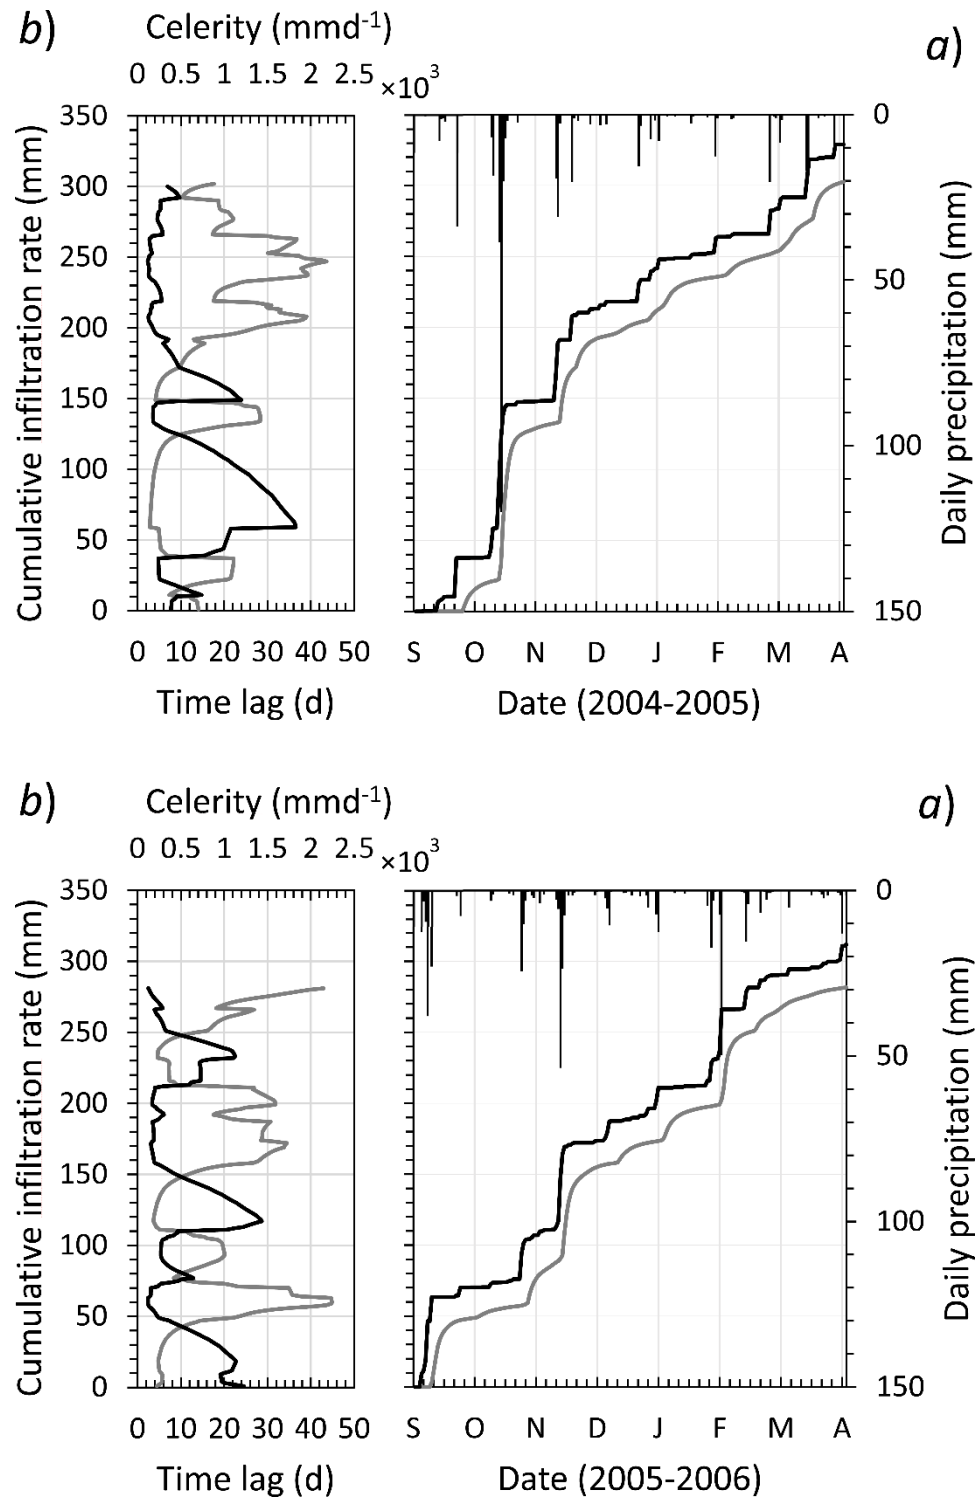 b)
Celerity (mmd-1)
a)
0 0.5 1 1.5 2 2.5
×10³
Cumulative infiltration rate (mm)
350
300
250
200
150
100
50
0
0 10 20 30 40 50
Time lag (d)
0
50
100
150
Daily precipitation (mm)
S O N D J F M A
Date (2004-2005)
b)
Celerity (mmd-1)
a)
0 0.5 1 1.5 2 2.5
×10³
Cumulative infiltration rate (mm)
350
300
250
200
150
100
50
0
0 10 20 30 40 50
Time lag (d)
0
50
100
150
Daily precipitation (mm)
S O N D J F M A
Date (2005-2006)